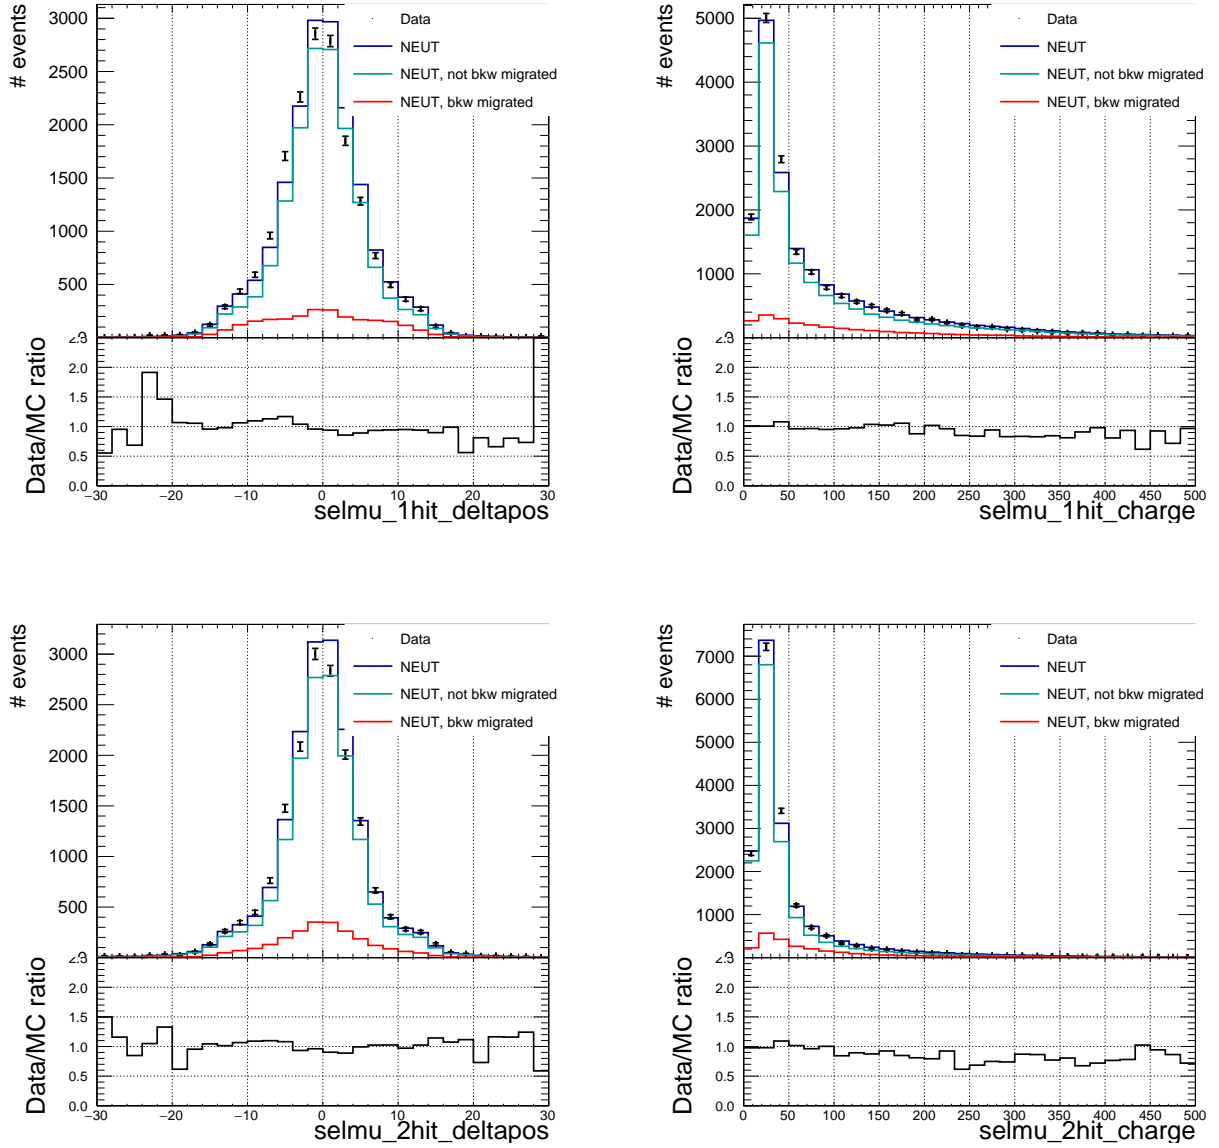 # events
Data
NEUT
NEUT, not bkw migrated
NEUT, bkw migrated
3000
2500
2000
1500
1000
500
Data/MC ratio
2.0
1.5
1.0
0.5
0.0
−30 −20 −10 0 10 20 30
selmu_1hit_deltapos
# events
Data
NEUT
NEUT, not bkw migrated
NEUT, bkw migrated
5000
4000
3000
2000
1000
Data/MC ratio
2.0
1.5
1.0
0.5
0.0
0 50 100 150 200 250 300 350 400 450 500
selmu_1hit_charge
# events
Data
NEUT
NEUT, not bkw migrated
NEUT, bkw migrated
3000
2500
2000
1500
1000
500
Data/MC ratio
2.0
1.5
1.0
0.5
0.0
−30 −20 −10 0 10 20 30
selmu_2hit_deltapos
# events
Data
NEUT
NEUT, not bkw migrated
NEUT, bkw migrated
7000
6000
5000
4000
3000
2000
1000
Data/MC ratio
2.0
1.5
1.0
0.5
0.0
0 50 100 150 200 250 300 350 400 450 500
selmu_2hit_charge